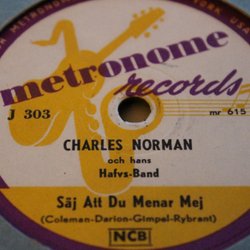 metronome
records
J 303
mr 615
CHARLES NORMAN
och hans
Hafvs-Band
Säj Att Du Menar Mej
(Coleman-Darion-Gimpel-Rybrant)
NCB